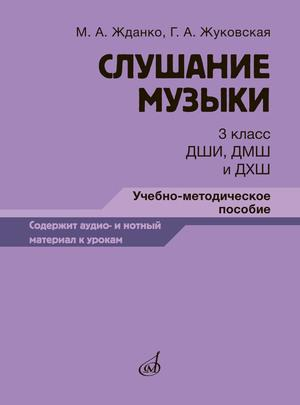 М. А. Жданко, Г. А. Жуковская
СЛУШАНИЕ
МУЗЫКИ
3 класс
ДШИ, ДМШ
и ДХШ
Учебно-методическое
пособие
Содержит аудио- и нотный
материал к урокам